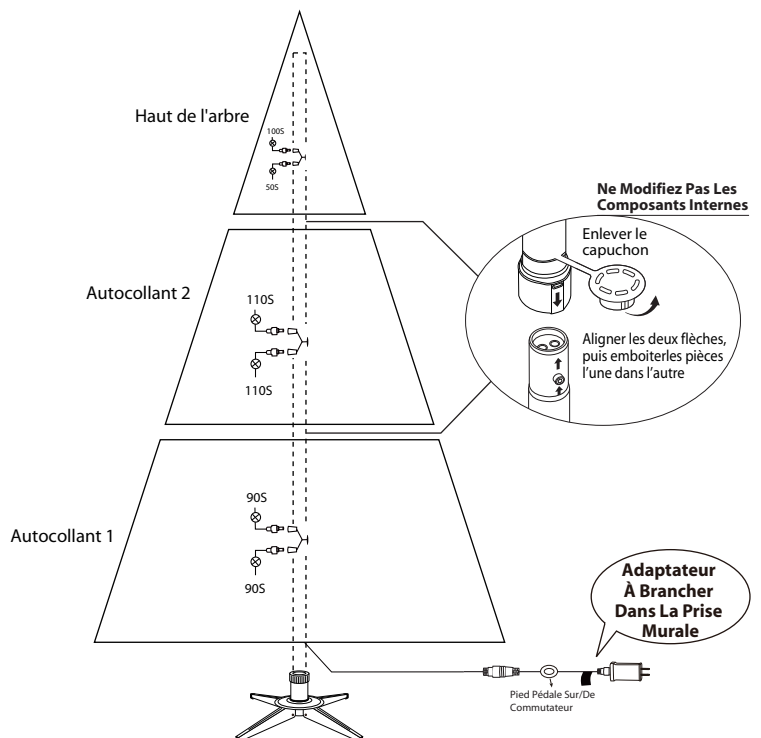 Haut de l'arbre
100S
50S
Ne Modifiez Pas Les
Composants Internes
Enlever le
capuchon
Autocollant 2
110S
110S
Aligner les deux flèches,
puis emboiterles pièces
l'une dans l'autre
Autocollant 1
90S
90S
Adaptateur
À Brancher
Dans La Prise
Murale
Pied Pédale Sur/De
Commutateur